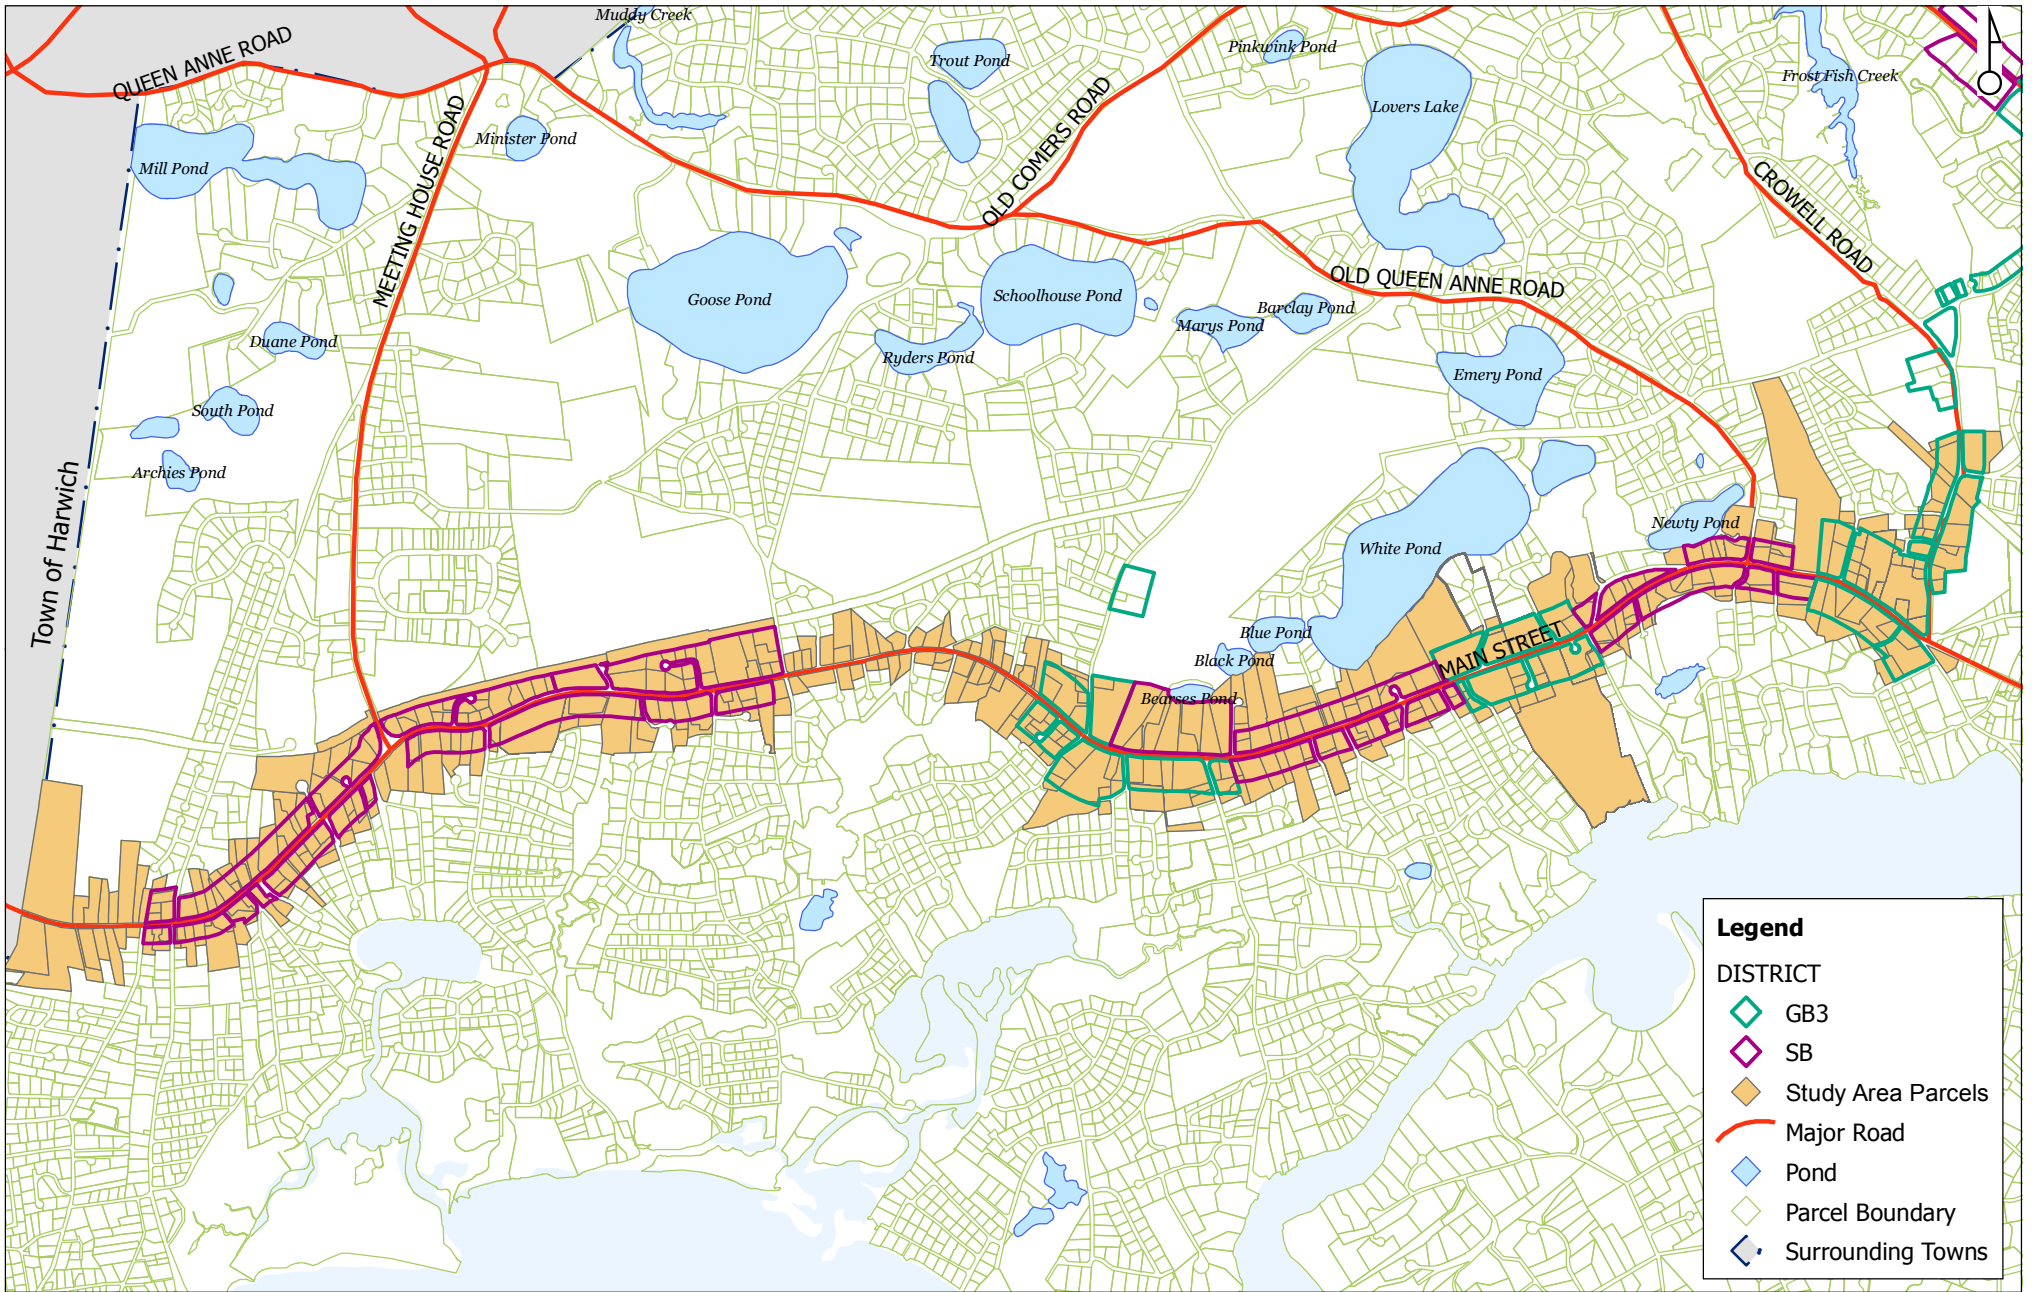 Muddy Creek
QUEEN ANNE ROAD
Trout Pond
Pinkwink Pond
Frost Fish Creek
Lovers Lake
MEETING HOUSE ROAD
Minister Pond
OLD COMERS ROAD
Mill Pond
CROWELL ROAD
OLD QUEEN ANNE ROAD
Goose Pond
Schoolhouse Pond
Barclay Pond
Marys Pond
Duane Pond
Ryders Pond
Emery Pond
South Pond
Archies Pond
Town of Harwich
Newty Pond
White Pond
Blue Pond
MAIN STREET
Black Pond
Bearses Pond
Legend
DISTRICT
GB3
SB
Study Area Parcels
Major Road
Pond
Parcel Boundary
Surrounding Towns